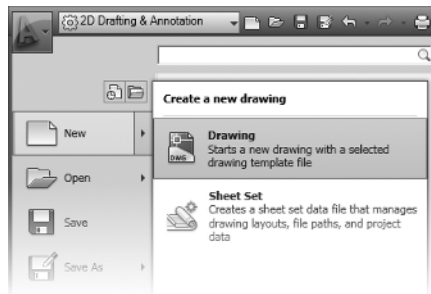 2D Drafting & Annotation
Create a new drawing
New
Drawing
Starts a new drawing with a selected
drawing template file
DWG
Open
Sheet Set
Creates a sheet set data file that manages
drawing layouts, file paths, and project
data
Save
Save As